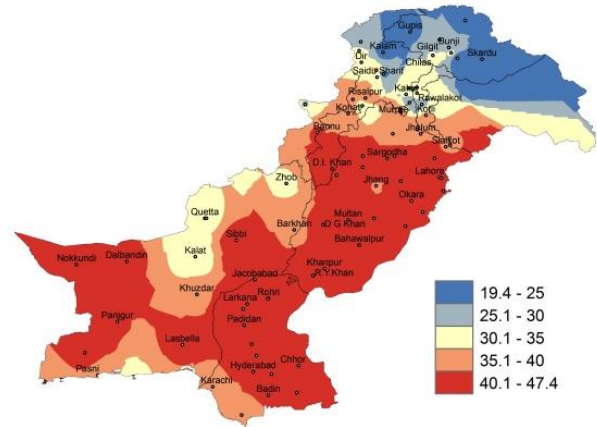 Gupis
Bunji
Kalam
Gilgit
Skardu
Dir
Chilas
Saidu Sharif
Kakul
Risalpur
Rawalakot
Kohat
Kotli
Bannu
Jhelum
Sialkot
Sargodha
D.I. Khan
Lahore
Zhob
Jhang
Okara
Quetta
Multan
Barkhan
D G Khan
Sibbi
Bahawalpur
Kalat
Nokkundi
Dalbandin
Khanpur
Jacobabad
R.Y.Khan
Khuzdar
Larkana
Rohri
Panjgur
Padidan
Lasbella
Pasni
Hyderabad
Chhor
Karachi
Badin
19.4 - 25
25.1 - 30
30.1 - 35
35.1 - 40
40.1 - 47.4